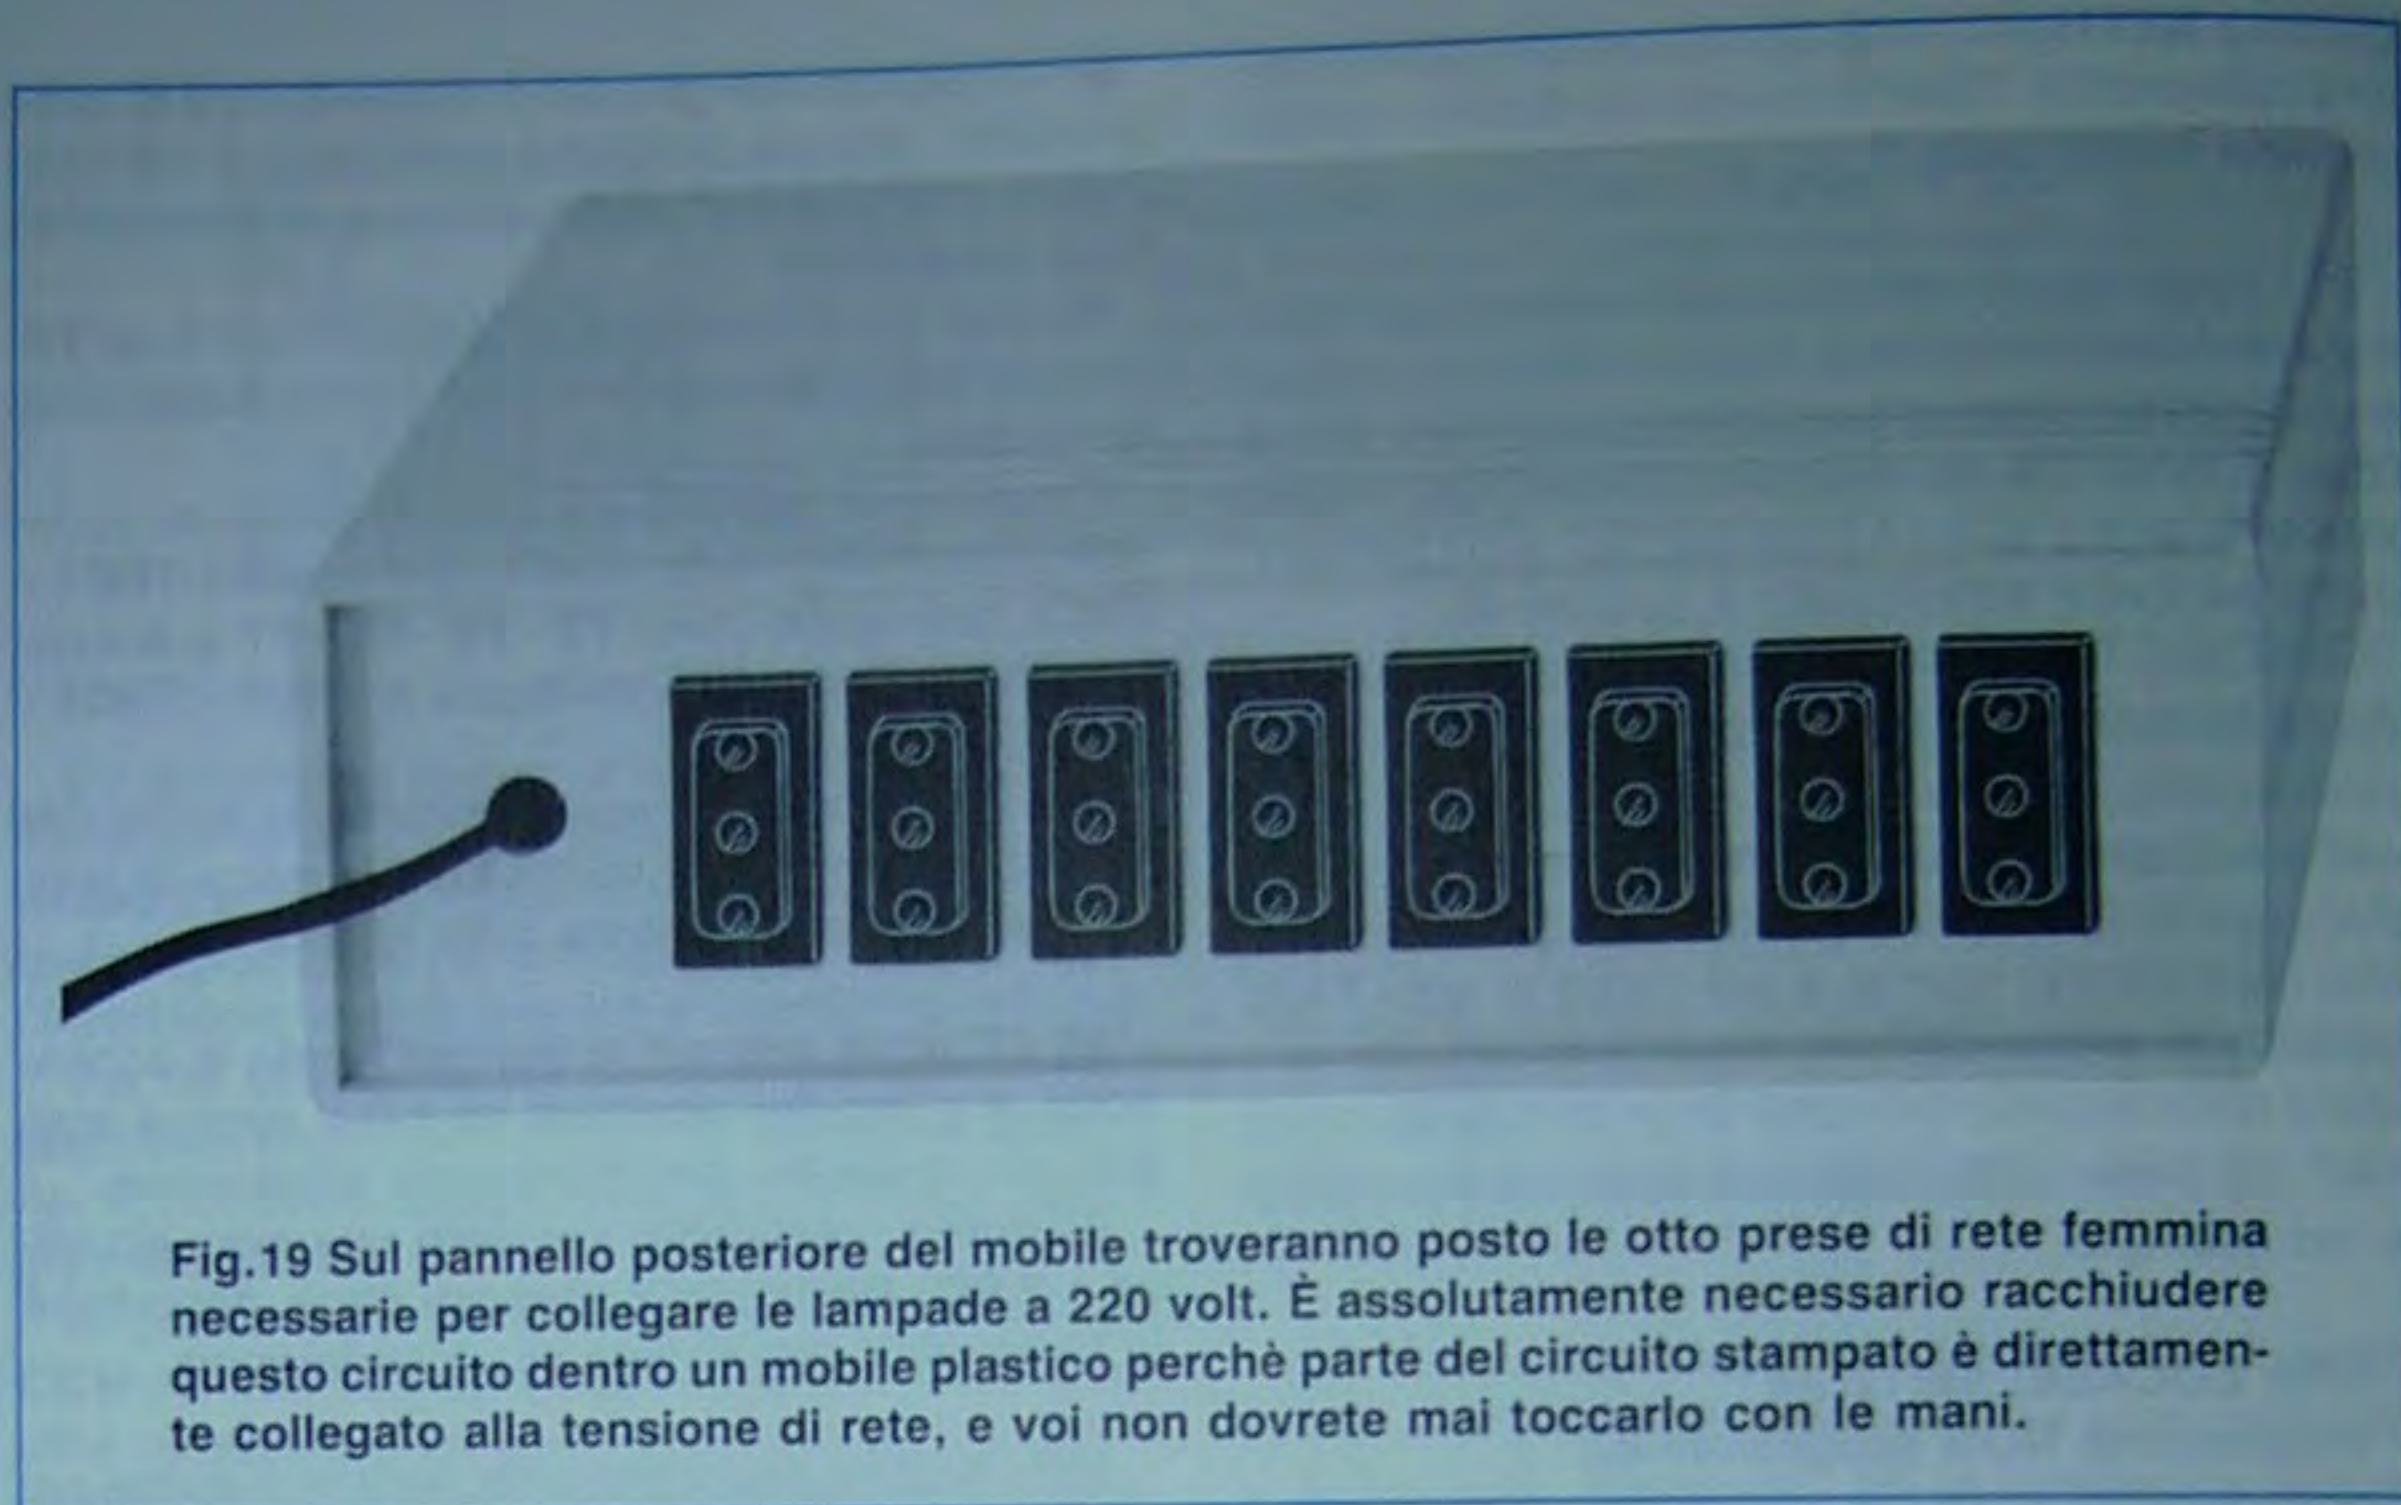 Fig.19 Sul pannello posteriore del mobile troveranno posto le otto prese di rete femmina
necessarie per collegare le lampade a 220 volt. È assolutamente necessario racchiudere
questo circuito dentro un mobile plastico perchè parte del circuito stampato è direttamen-
te collegato alla tensione di rete, e voi non dovrete mai toccarlo con le mani.